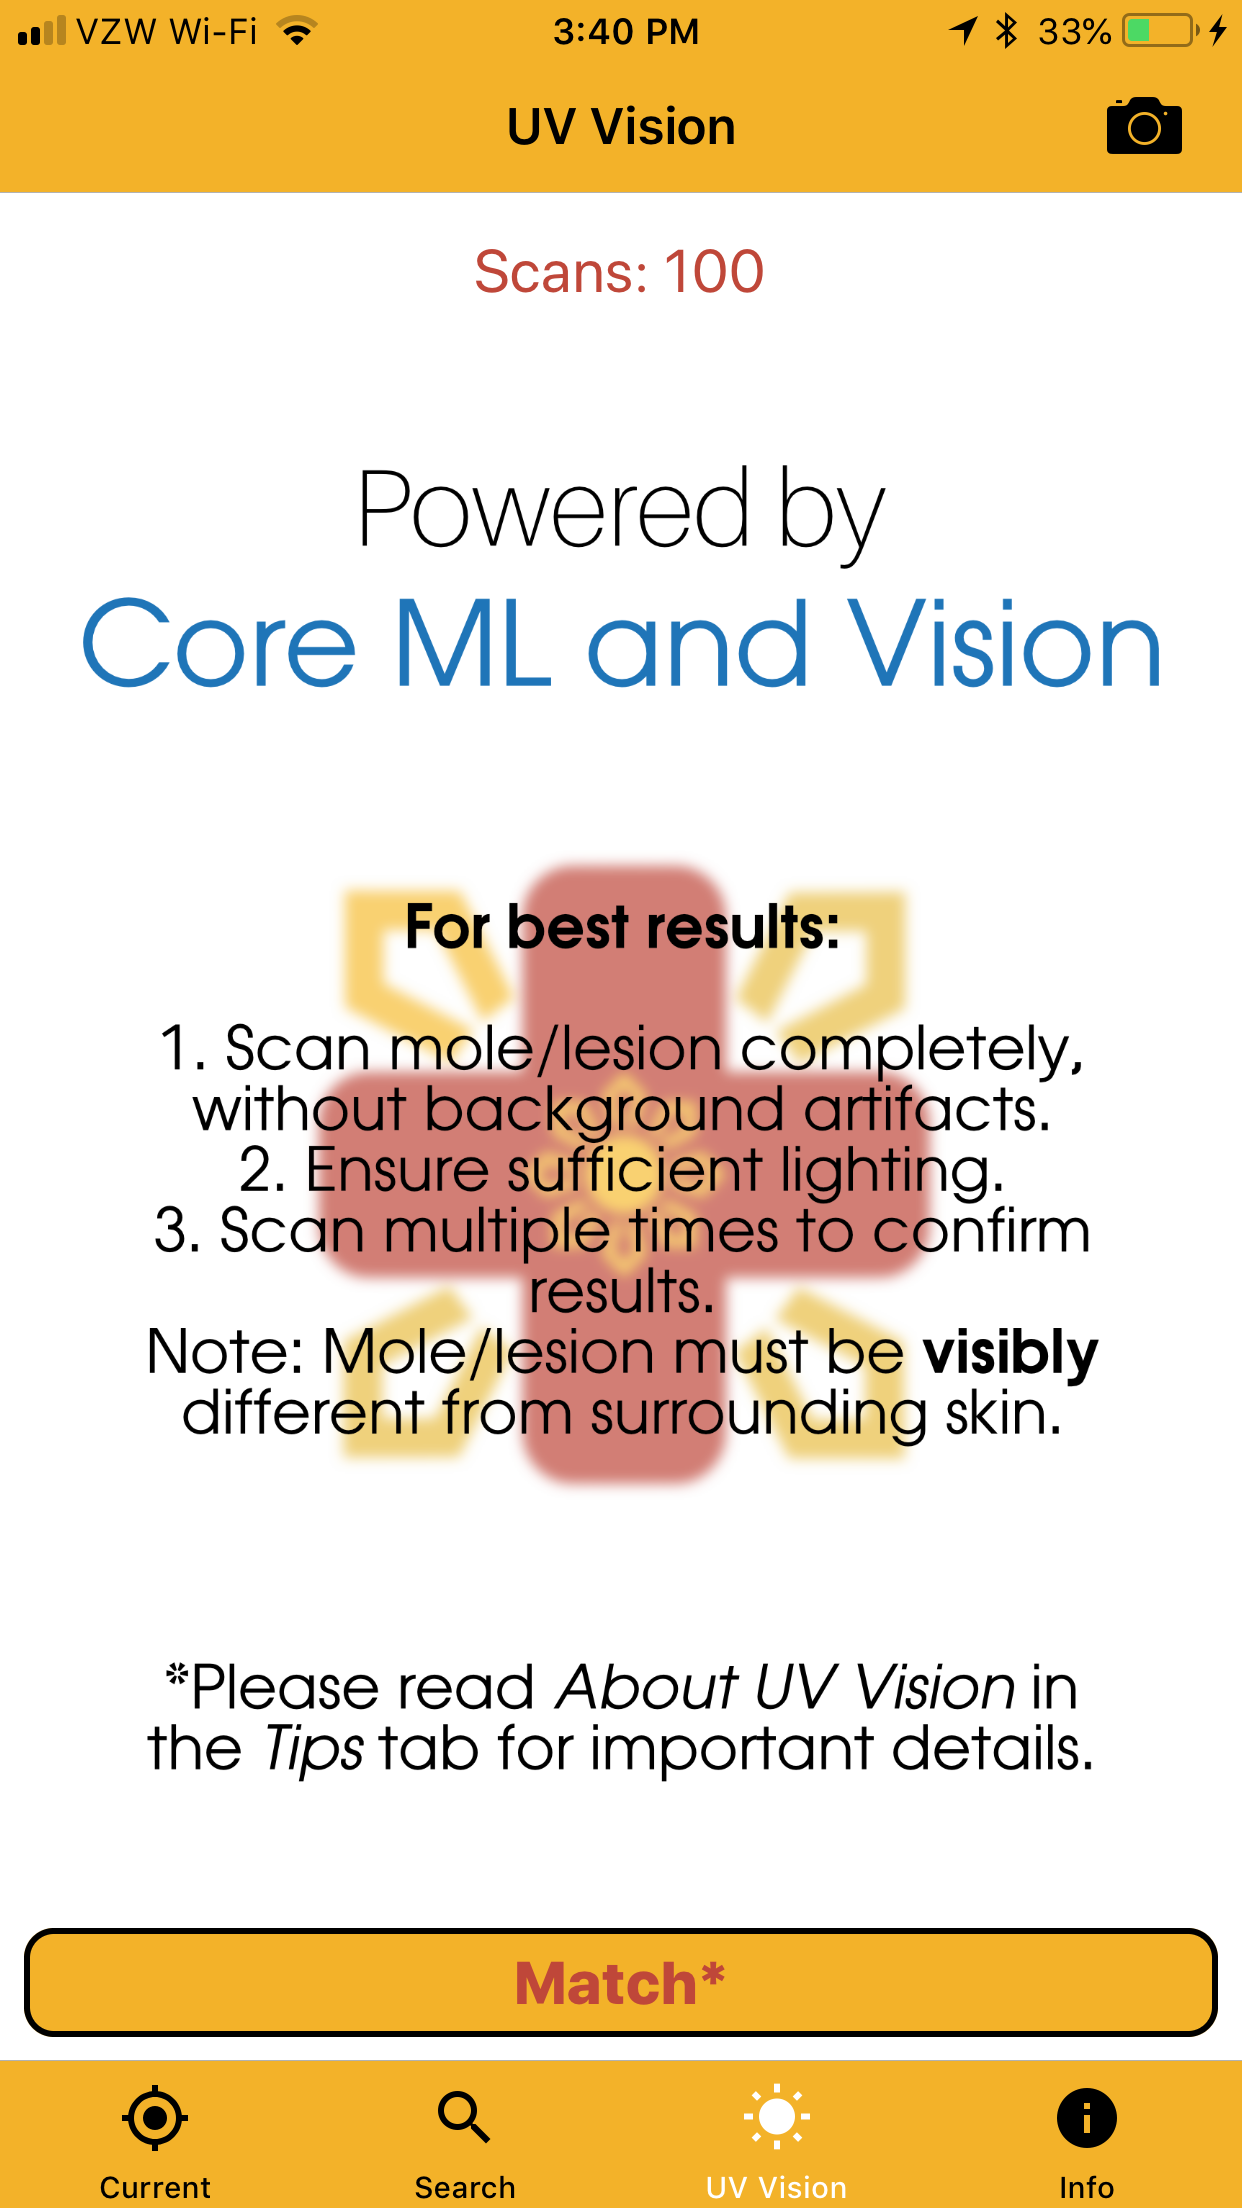 VZW Wi-Fi 3:40 PM 33%
UV Vision
Scans: 100
Powered by
Core ML and Vision
For best results:
1. Scan mole/lesion completely,
without background artifacts.
2. Ensure sufficient lighting.
3. Scan multiple times to confirm
results.
Note: Mole/lesion must be visibly
different from surrounding skin.
*Please read About UV Vision in
the Tips tab for important details.
Match*
Current Search UV Vision Info